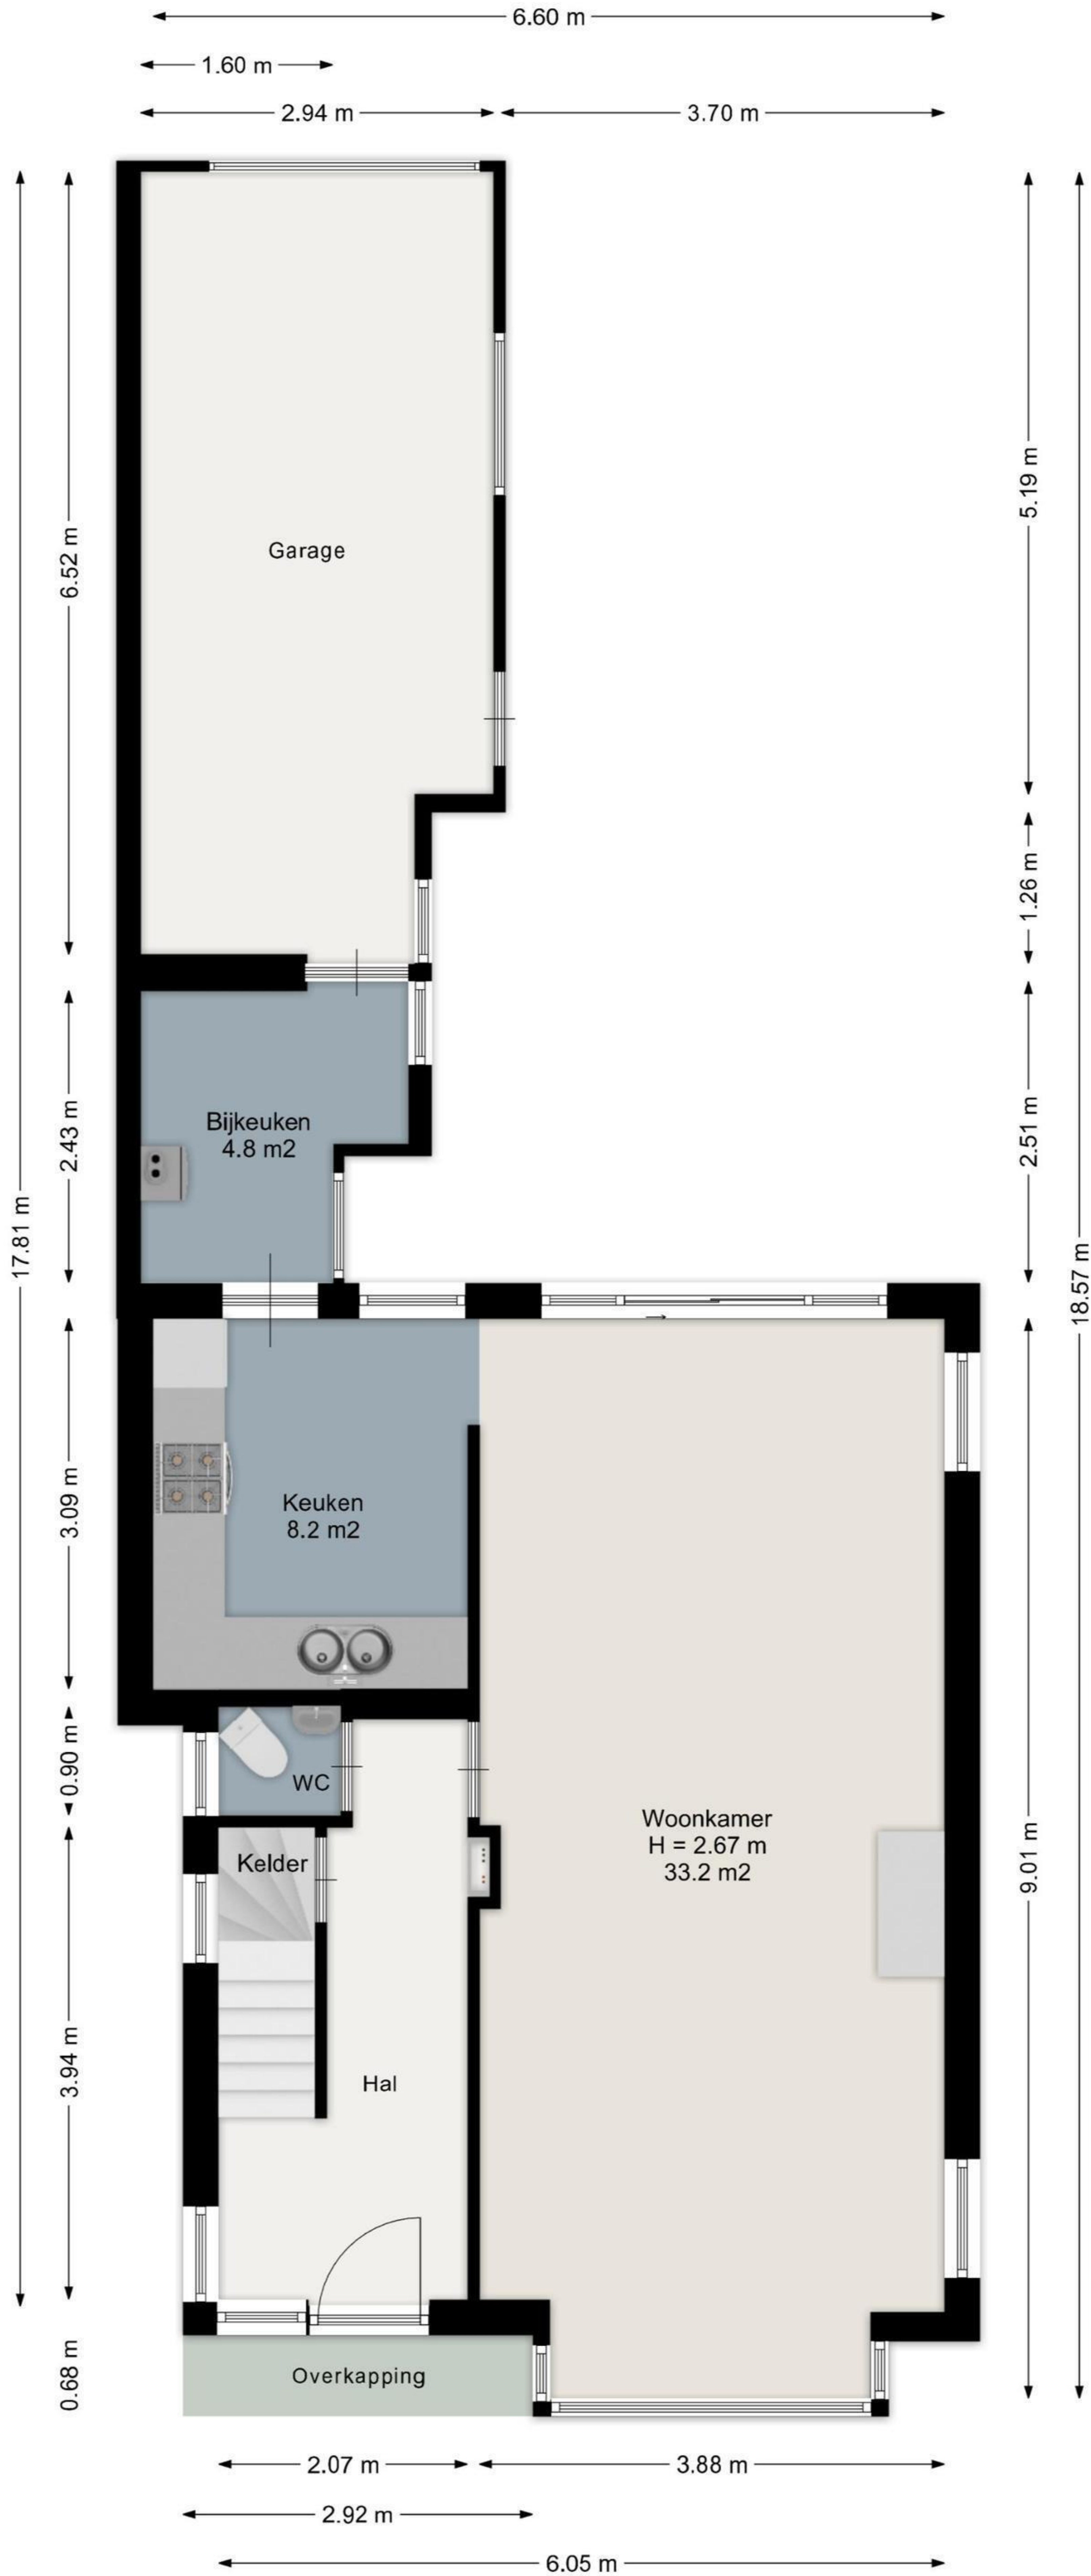 6.60 m
1.60 m
2.94 m
3.70 m
6.52 m
5.19 m
Garage
1.26 m
2.43 m
2.51 m
Bijkeuken
4.8 m2
17.81 m
18.57 m
3.09 m
Keuken
8.2 m2
0.90 m
WC
Woonkamer
H = 2.67 m
33.2 m2
9.01 m
Kelder
3.94 m
Hal
0.68 m
Overkapping
2.07 m
3.88 m
2.92 m
6.05 m